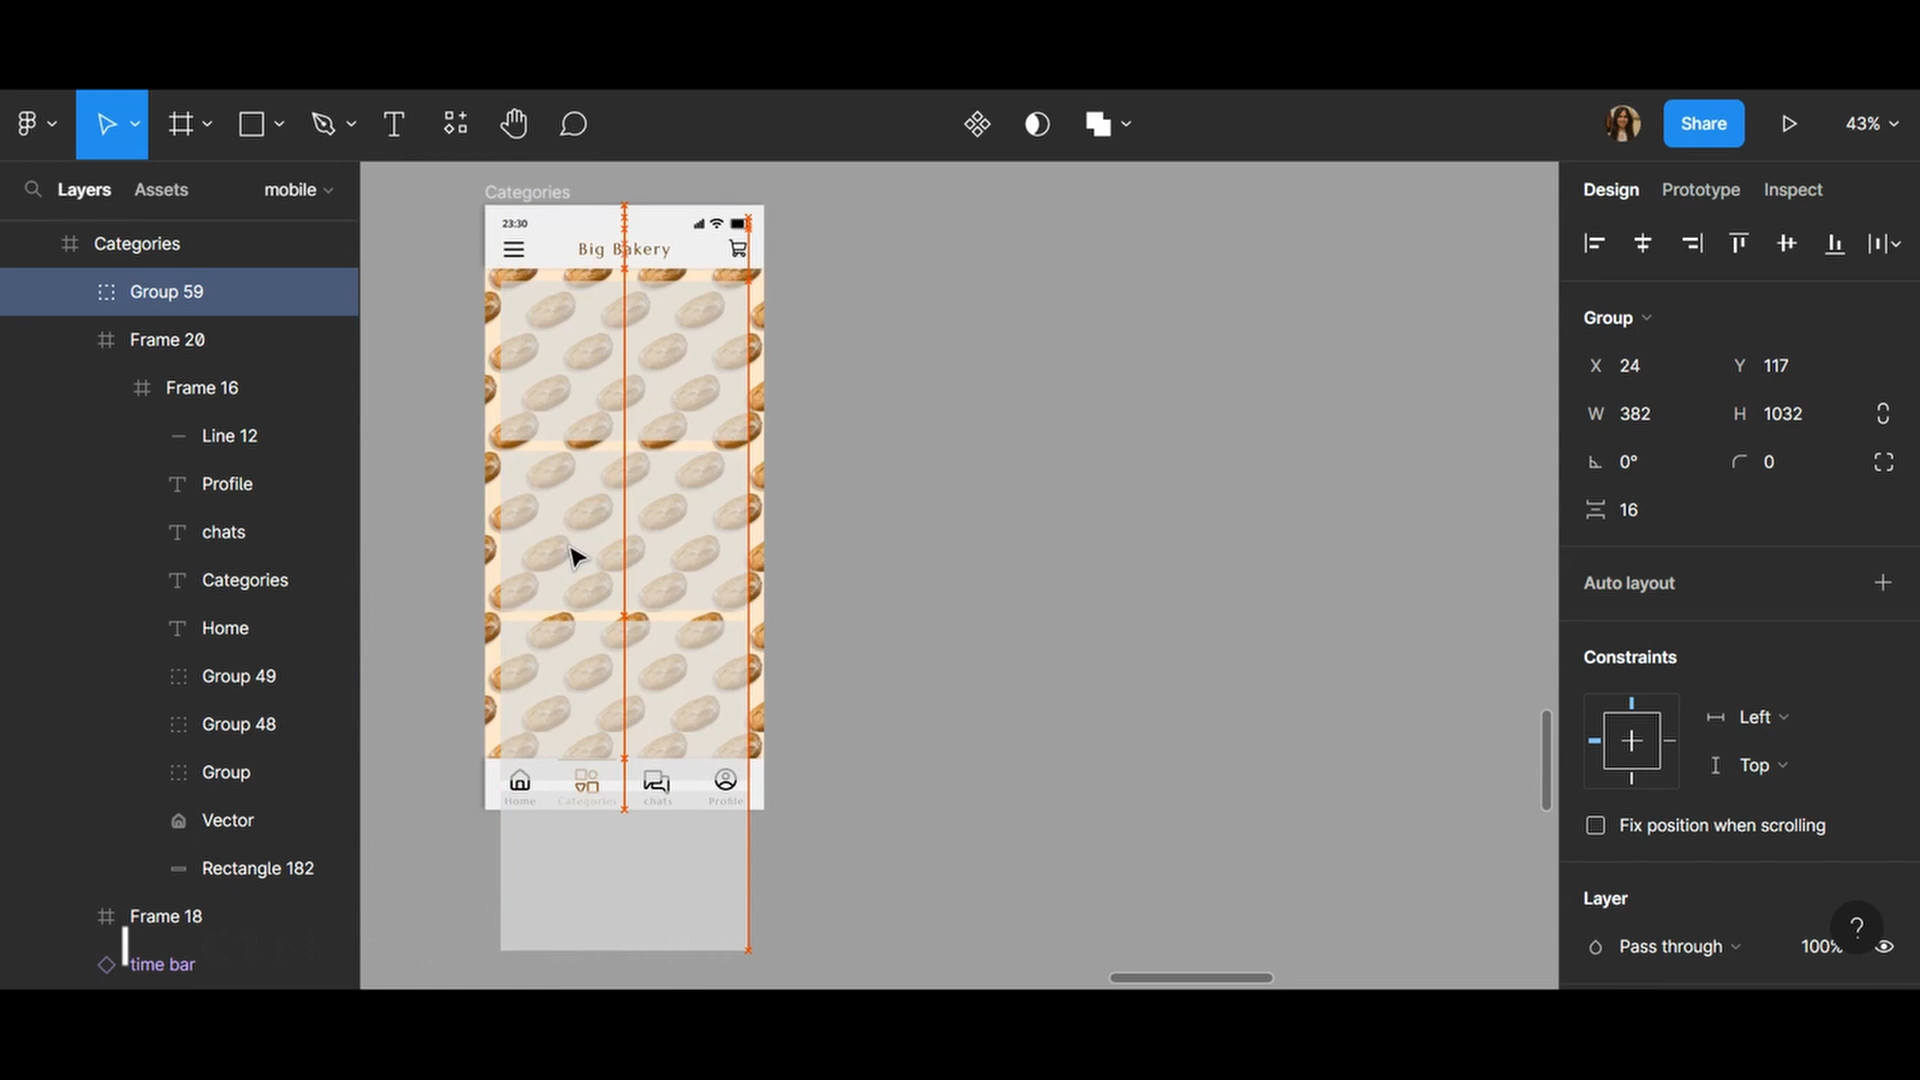 Share
43%
Layers
Assets
mobile
Design
Prototype
Inspect
Categories
Group 59
Frame 20
Frame 16
Line 12
Profile
chats
Categories
Home
Group 49
Group 48
Group
Vector
Rectangle 182
Frame 18
time bar
Categories
23:30
Big Bakery
Home
Categories
chats
Profile
Group
X 24
Y 117
W 382
H 1032
0°
0
16
Auto layout
Constraints
Left
Top
Fix position when scrolling
Layer
Pass through
100%
?